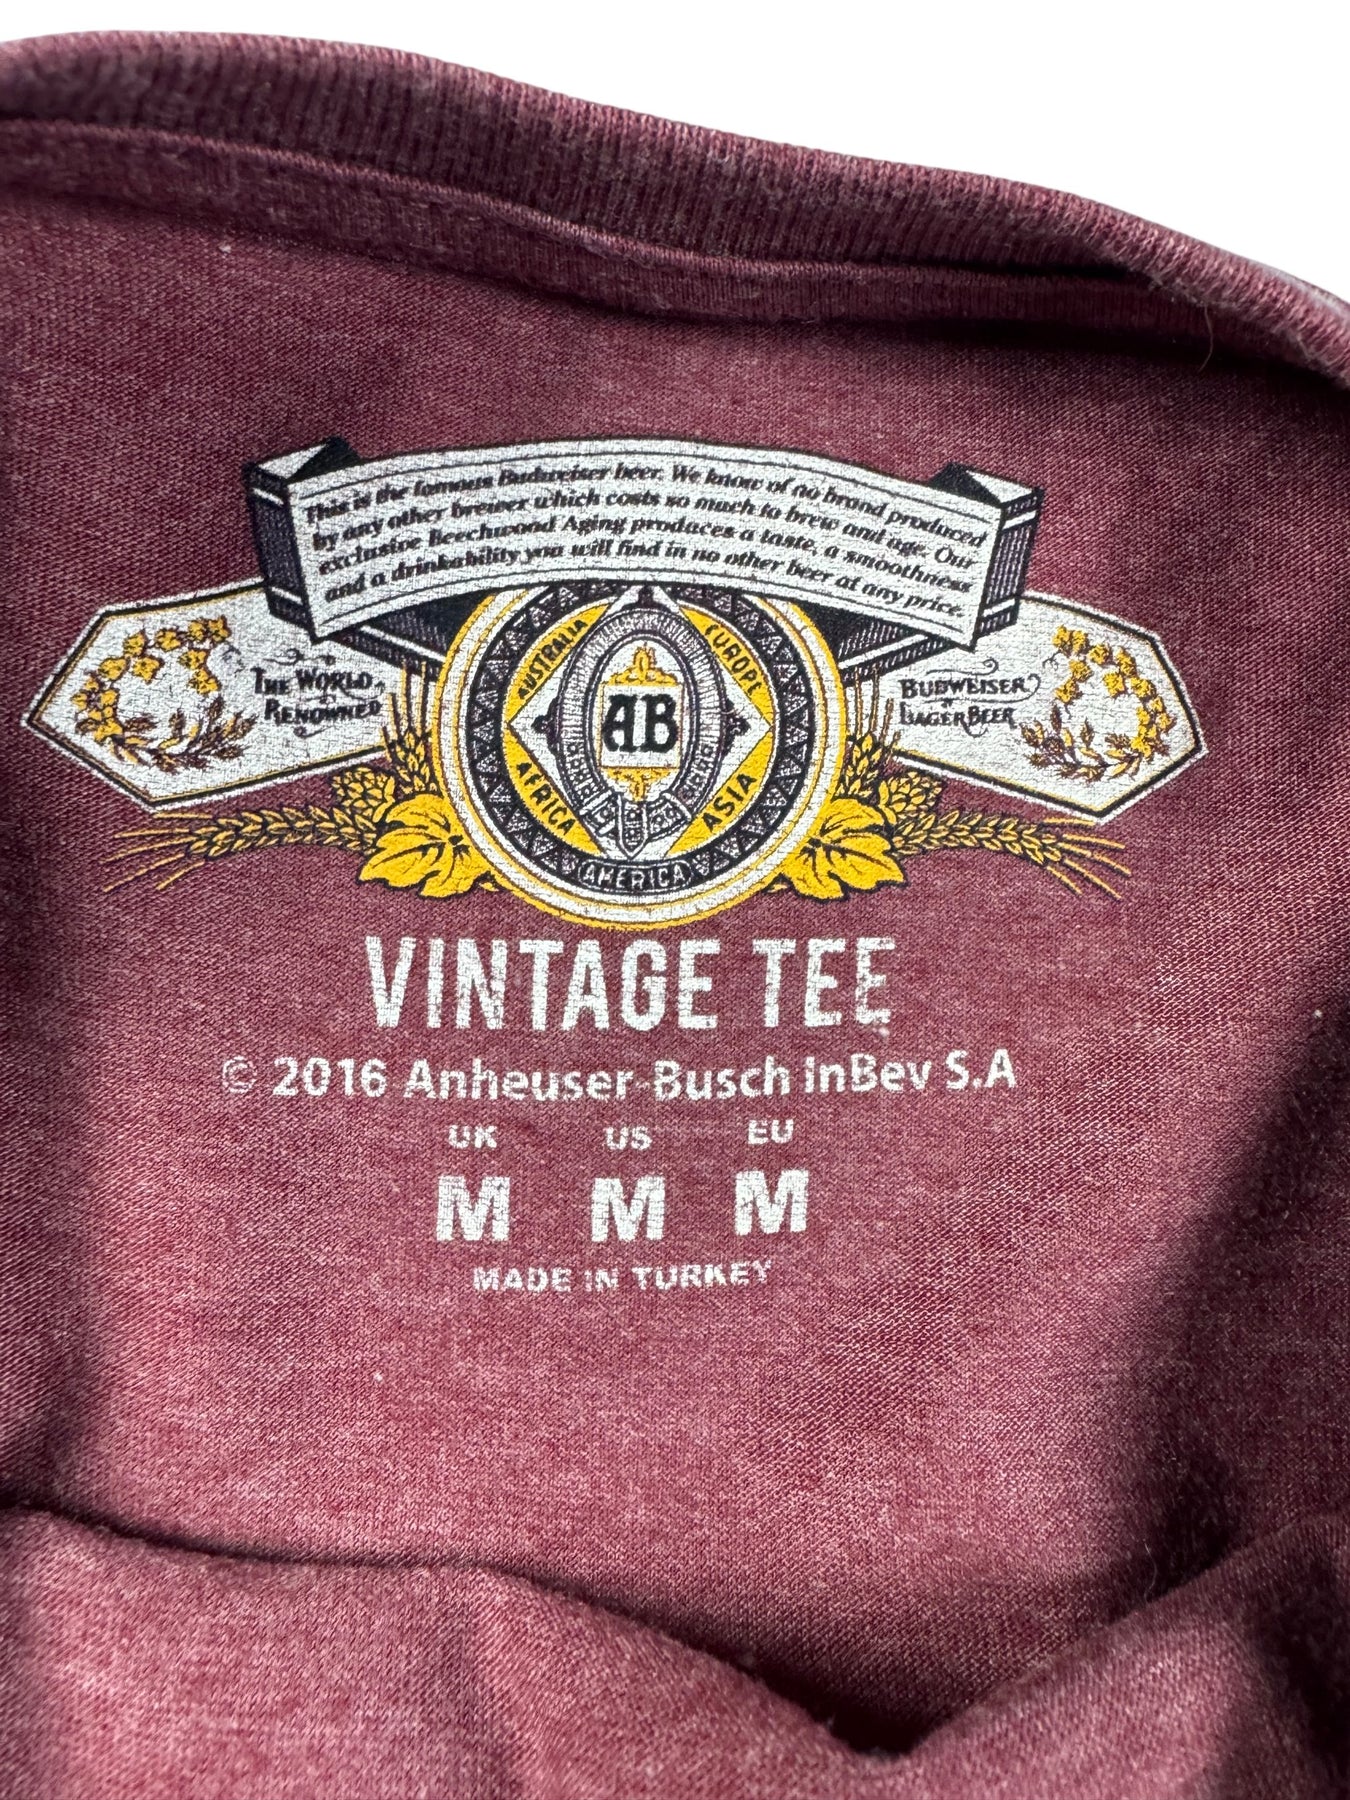 This is the famous Budweiser beer. We know of no brand produced
by any other brewer which costs so much to brew and age. Our
exclusive Beechwood Aging produces a taste, a smoothness
and a drinkability you will find in no other beer at any price.
THE WORLD
RENOWNED
BUDWEISER
LAGER BEER
AUSTRALIA
EUROPE
AB
AFRICA
ASIA
AMERICA
VINTAGE TEE
© 2016 Anheuser-Busch InBev S.A
UK US EU
M M M
MADE IN TURKEY